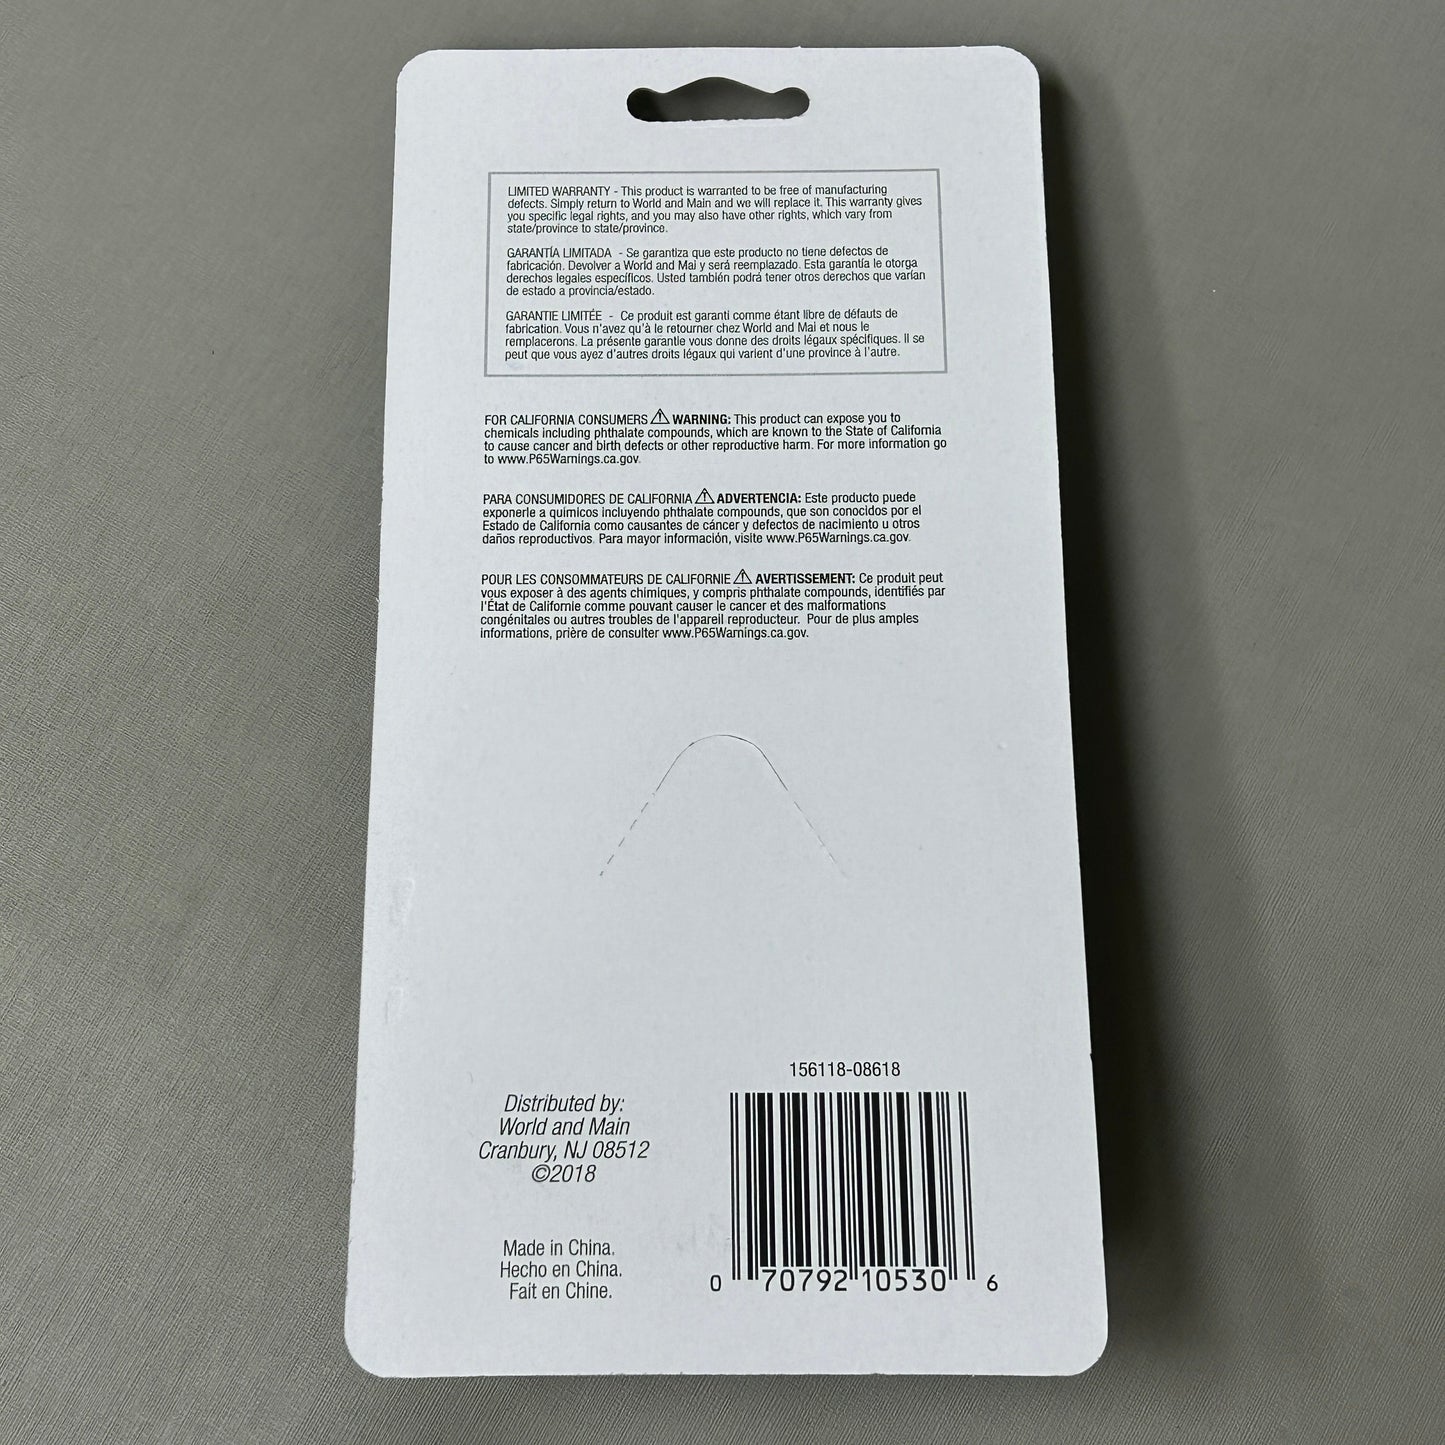 LIMITED WARRANTY - This product is warranted to be free of manufacturing
defects. Simply return to World and Main and we will replace it. This warranty gives
you specific legal rights, and you may also have other rights, which vary from
state/province to state/province.
GARANTÍA LIMITADA - Se garantiza que este producto no tiene defectos de
fabricación. Devolver a World and Mai y será reemplazado. Esta garantía le otorga
derechos legales específicos. Usted también podrá tener otros derechos que varían
de estado a provincia/estado.
GARANTIE LIMITÉE - Ce produit est garanti comme étant libre de défauts de
fabrication. Vous n'avez qu'à le retourner chez World and Mai et nous le
remplacerons. La présente garantie vous donne des droits légaux spécifiques. Il se
peut que vous ayez d'autres droits légaux qui varient d'une province à l'autre.
FOR CALIFORNIA CONSUMERS ⚠ WARNING: This product can expose you to
chemicals including phthalate compounds, which are known to the State of California
to cause cancer and birth defects or other reproductive harm. For more information go
to www.P65Warnings.ca.gov.
PARA CONSUMIDORES DE CALIFORNIA ⚠ ADVERTENCIA: Este producto puede
exponerle a químicos incluyendo phthalate compounds, que son conocidos por el
Estado de California como causantes de cáncer y defectos de nacimiento u otros
daños reproductivos. Para mayor información, visite www.P65Warnings.ca.gov.
POUR LES CONSOMMATEURS DE CALIFORNIE ⚠ AVERTISSEMENT: Ce produit peut
vous exposer à des agents chimiques, y compris phthalate compounds, identifiés par
l'État de Californie comme pouvant causer le cancer et des malformations
congénitales ou autres troubles de l'appareil reproducteur. Pour de plus amples
informations, prière de consulter www.P65Warnings.ca.gov.
Distributed by:
World and Main
Cranbury, NJ 08512
©2018
Made in China.
Hecho en China.
Fait en Chine.
156118-08618
0 70792 10530 6